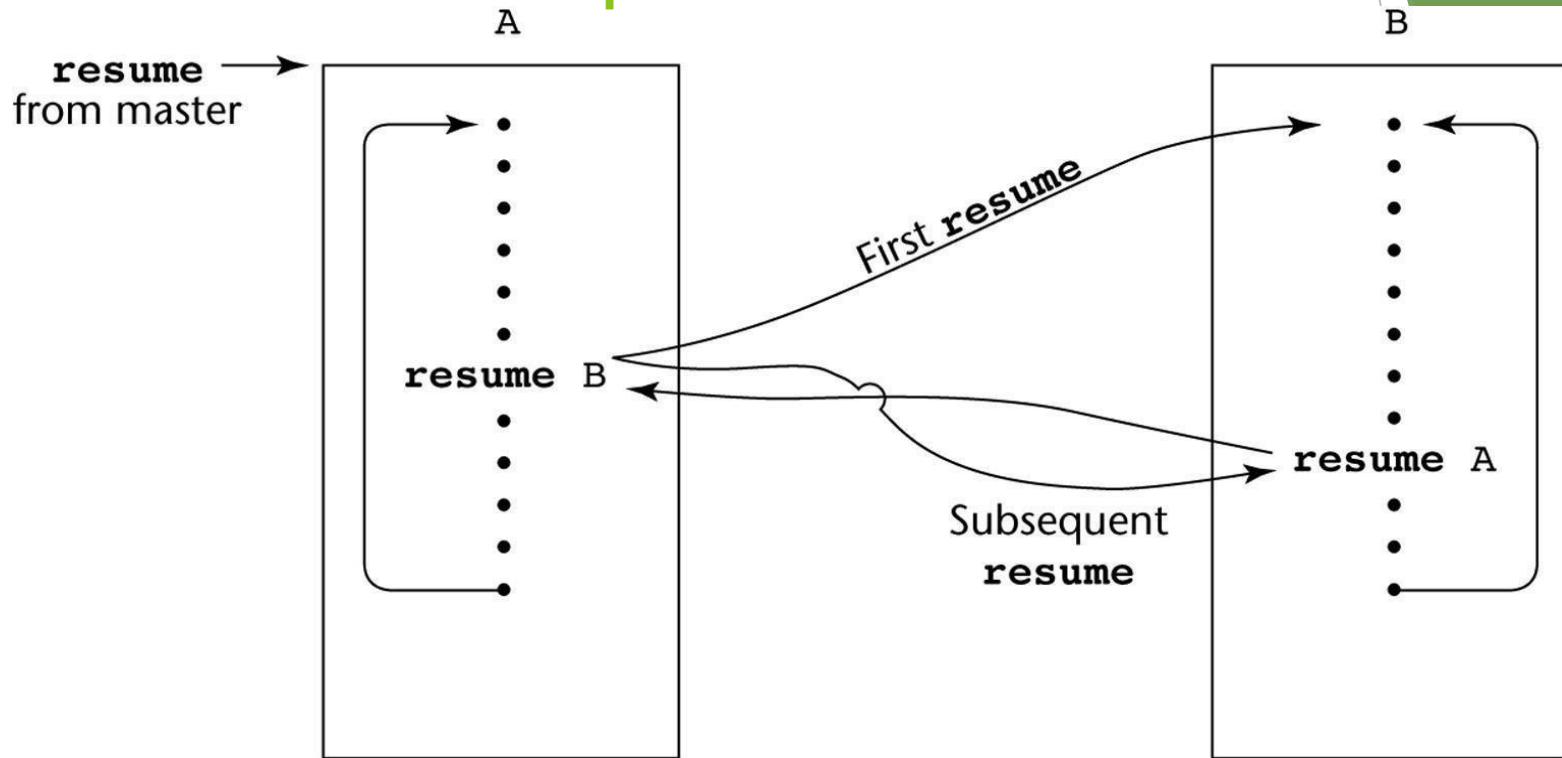 A
B
resume
from master
First resume
resume B
resume A
Subsequent
resume